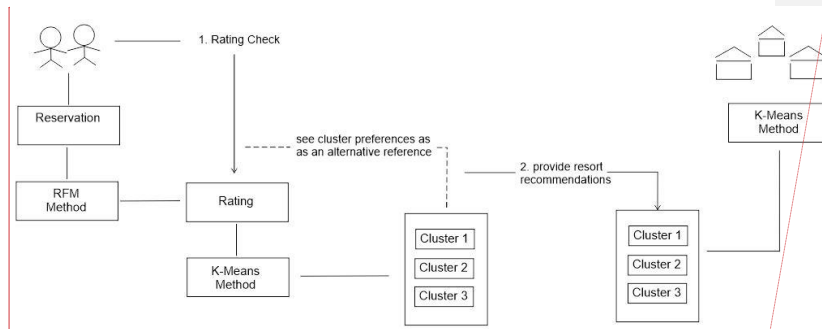 1. Rating Check
Reservation
K-Means
Method
see cluster preferences as
as an alternative reference
2. provide resort
recommendations
RFM
Method
Rating
Cluster 1
Cluster 2
Cluster 3
Cluster 1
Cluster 2
Cluster 3
K-Means
Method